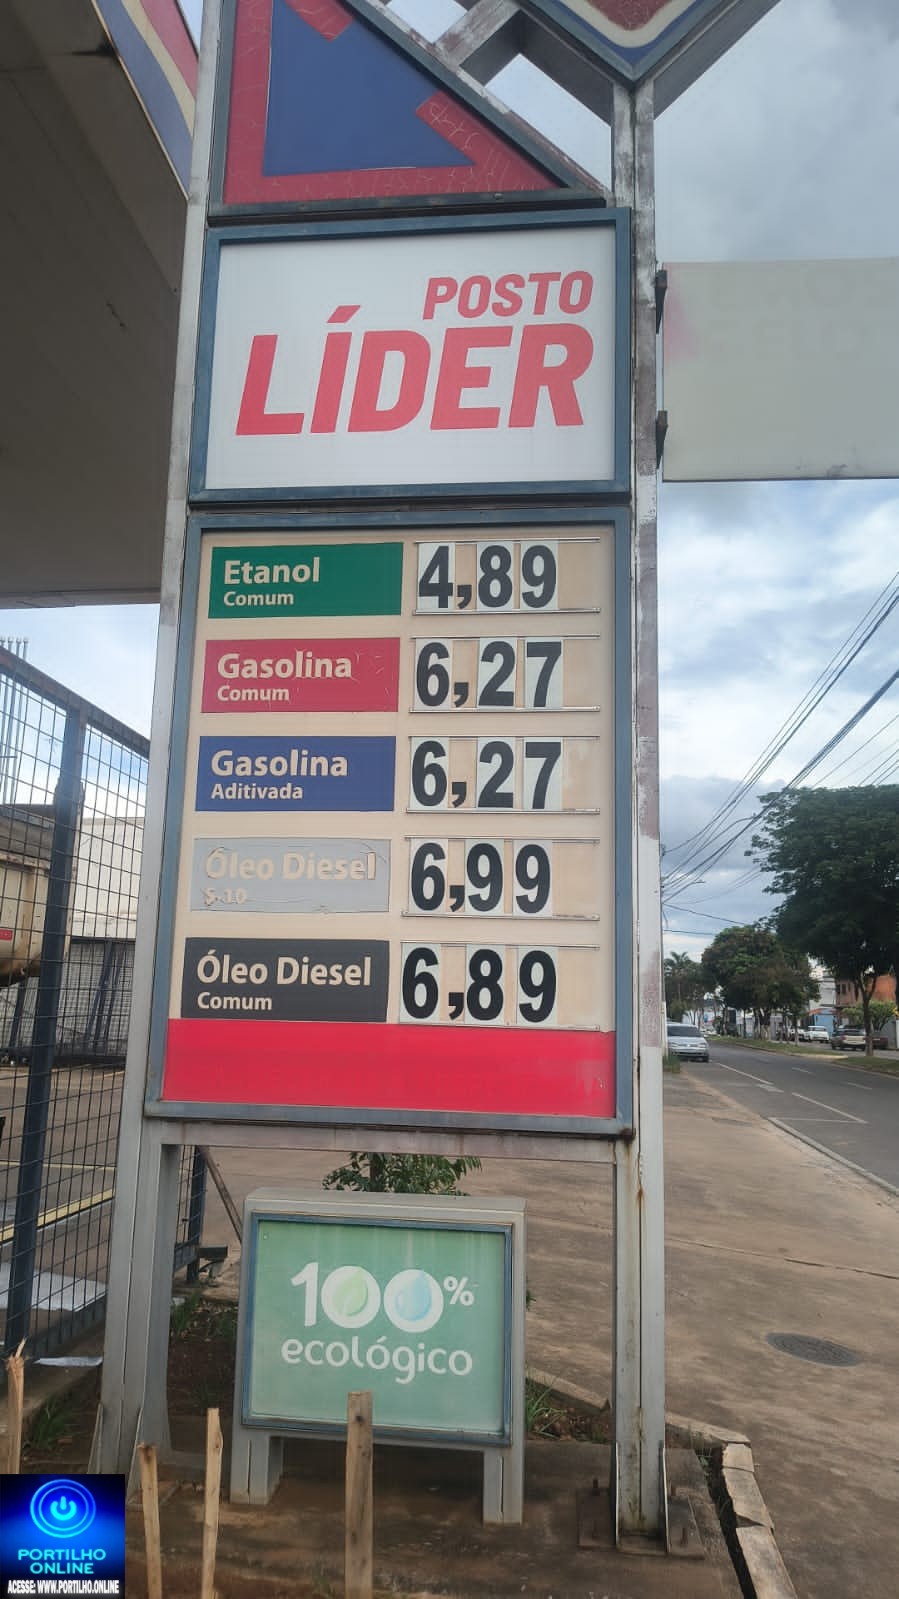 POSTO
LÍDER
Etanol
Comum
4,89
Gasolina
Comum
6,27
Gasolina
Aditivada
6,27
Óleo Diesel
S-10
6,99
Óleo Diesel
Comum
6,89
100%
ecológico
PORTILHO
ONLINE
ACESSE: WWW.PORTILHO.ONLINE